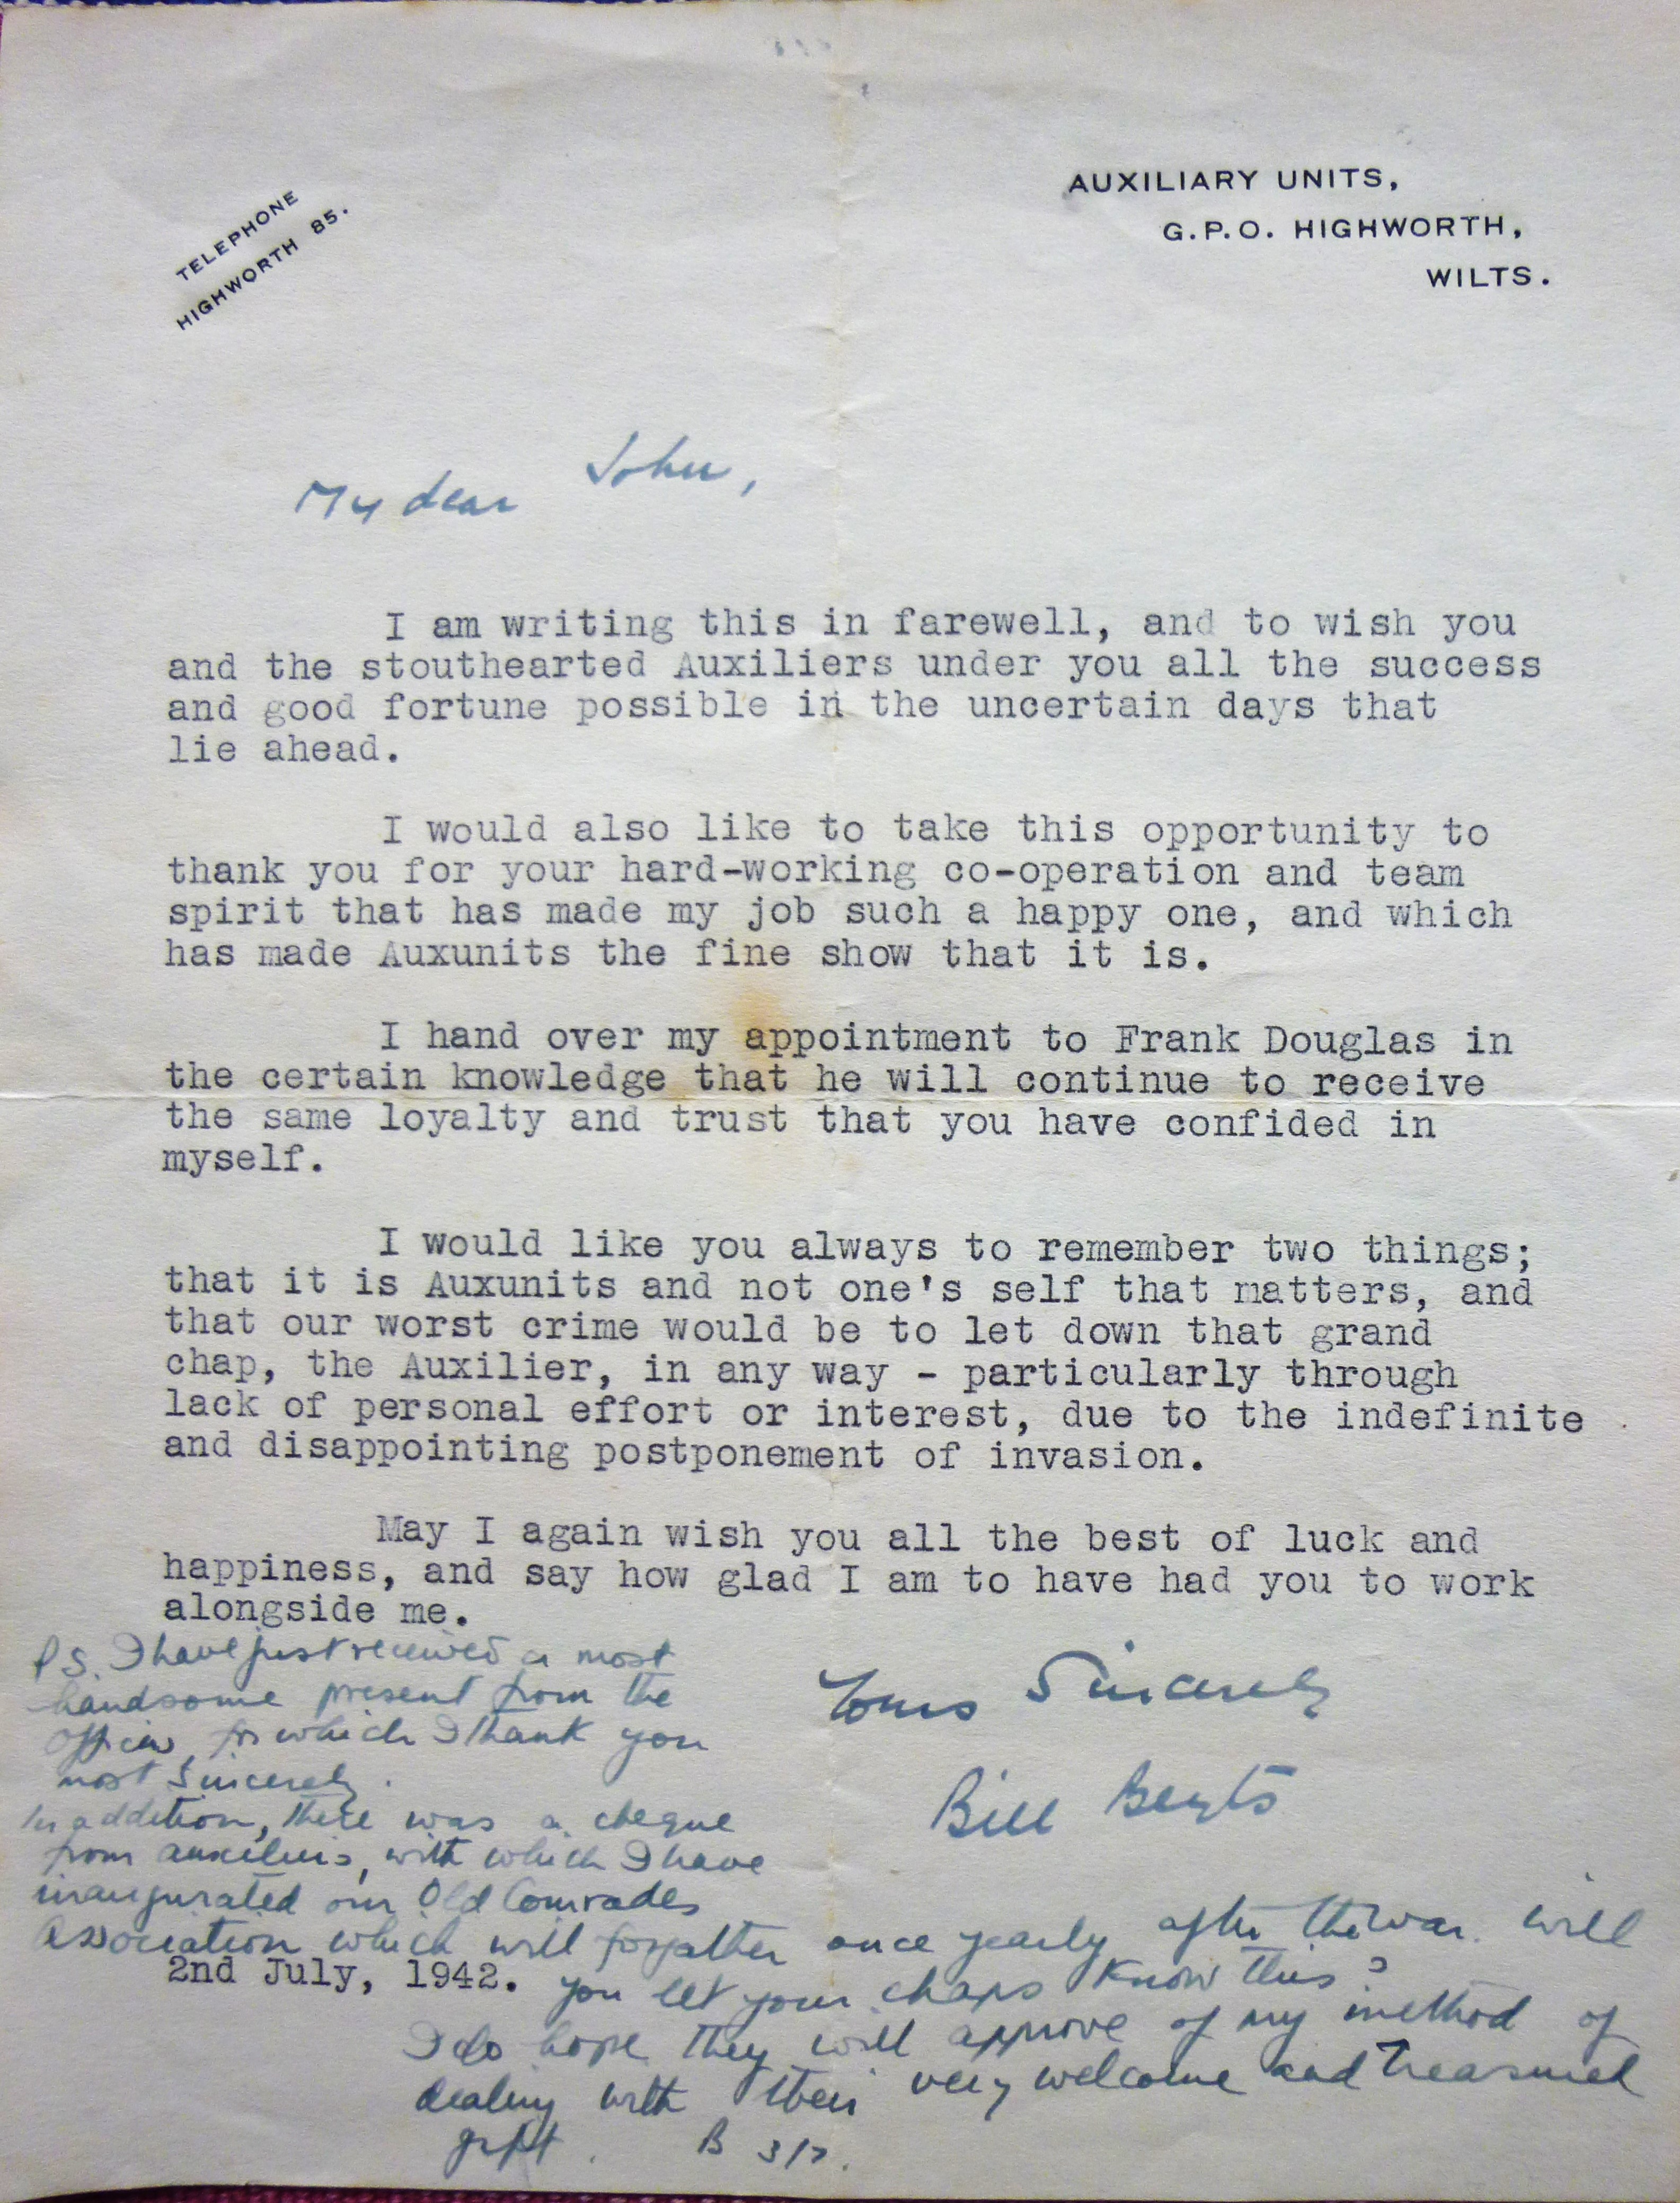 TELEPHONE
HIGHWORTH 85.
AUXILIARY UNITS,
G.P.O. HIGHWORTH,
WILTS.
My dear John,
I am writing this in farewell, and to wish you
and the stouthearted Auxiliers under you all the success
and good fortune possible in the uncertain days that
lie ahead.
I would also like to take this opportunity to
thank you for your hard-working co-operation and team
spirit that has made my job such a happy one, and which
has made Auxunits the fine show that it is.
I hand over my appointment to Frank Douglas in
the certain knowledge that he will continue to receive
the same loyalty and trust that you have confided in
myself.
I would like you always to remember two things;
that it is Auxunits and not one's self that matters, and
that our worst crime would be to let down that grand
chap, the Auxilier, in any way - particularly through
lack of personal effort or interest, due to the indefinite
and disappointing postponement of invasion.
May I again wish you all the best of luck and
happiness, and say how glad I am to have had you to work
alongside me.
Yours Sincerely
Bill Beyts
PS. I have just received a most
handsome present from the
officers, for which I thank you
most sincerely.
In addition, there was a cheque
from auxiliers, with which I have
inaugurated our Old Comrades
Association which will forgather once yearly after the war. Will
you let your chaps know this?
I do hope they will approve of my method of
dealing with their very welcome and treasured
gift. B 3/7.
2nd July, 1942.